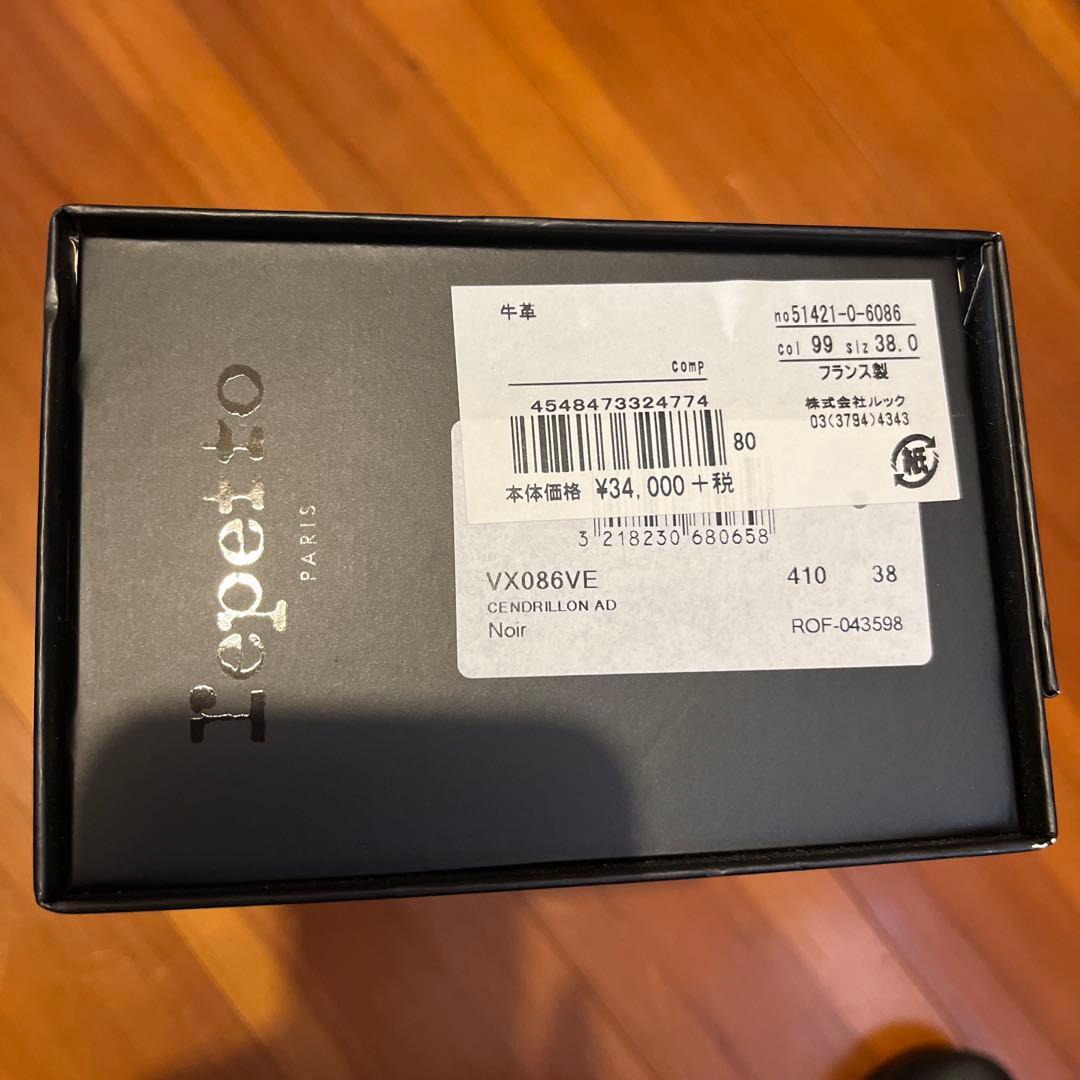 repetto
PARIS
牛革
comp
no51421-0-6086
col 99 siz 38.0
フランス製
株式会社ルック
03(3794)4343
紙
4548473324774
80
本体価格 ¥34,000+税
3 218230 680658
VX086VE 410 38
CENDRILLON AD
Noir ROF-043598